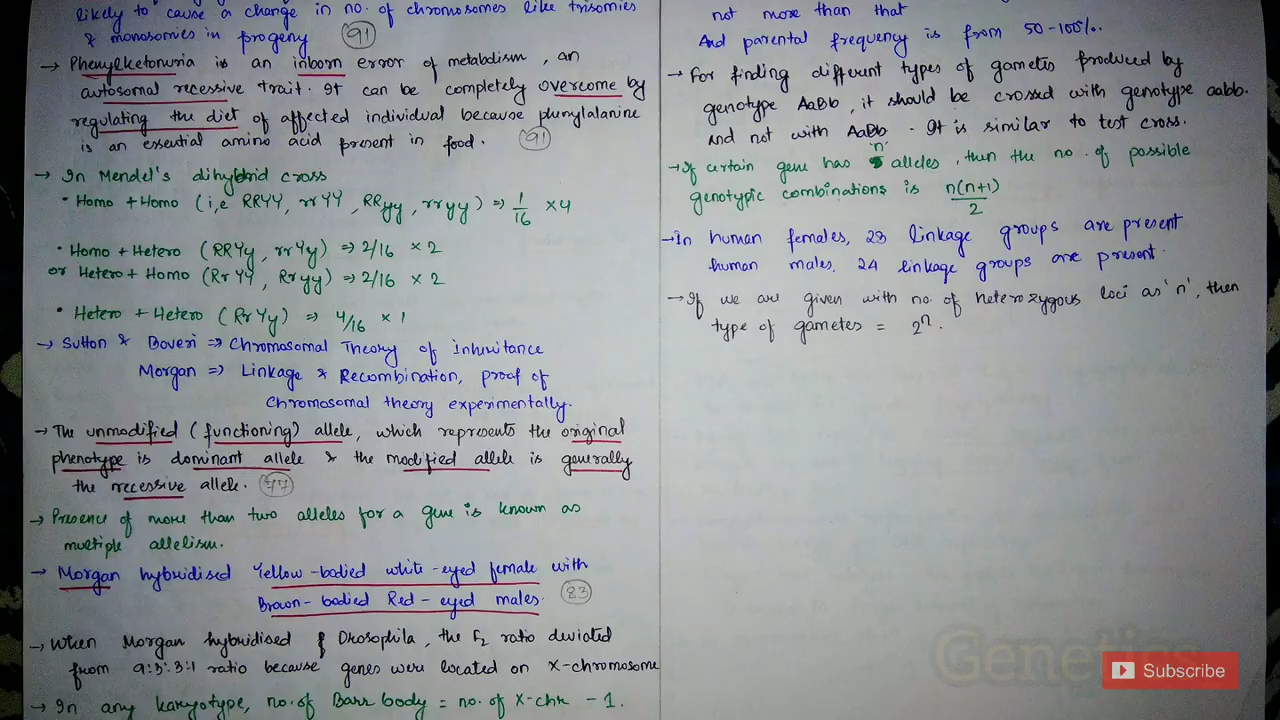 likely to cause a change in no. of chromosomes like trisomies
& monosomies in progeny (91)
→ Phenylketonuria is an inborn error of metabolism, an
autosomal recessive trait. It can be completely overcome by
regulating the diet of affected individual because phenylalanine
is an essential amino acid present in food. (91)
→ In Mendel's dihybrid cross
• Homo + Homo (i,e RRYY, rrYY, RRyy, rryy) ⇒ 1/16 × 4
• Homo + Hetero (RRYy, rrYy) ⇒ 2/16 × 2
or Hetero + Homo (RrYY, Rryy) ⇒ 2/16 × 2
• Hetero + Hetero (RrYy) ⇒ 4/16 × 1
→ Sutton & Boveri ⇒ Chromosomal Theory of Inheritance
Morgan ⇒ Linkage & Recombination, proof of
Chromosomal theory experimentally.
→ The unmodified (functioning) allele, which represents the original
phenotype is dominant allele & the modified allele is generally
the recessive allele. (77)
→ Presence of more than two alleles for a gene is known as
multiple allelism.
→ Morgan hybridised Yellow-bodied white-eyed female with
Brown-bodied Red-eyed males. (83)
→ When Morgan hybridised Drosophila, the F2 ratio deviated
from 9:3:3:1 ratio because genes were located on X-chromosome
→ In any karyotype, no. of Barr body = no. of X-chr - 1.
not more than that
And parental frequency is from 50-100%.
→ For finding different types of gametes produced by
genotype AaBb, it should be crossed with genotype aabb.
and not with AaBb. It is similar to test cross.
→ If certain gene has 'n' alleles, then the no. of possible
genotypic combinations is n(n+1)/2
→ In human females, 23 linkage groups are present
human males, 24 linkage groups are present.
→ If we are given with no. of heterozygous loci as 'n', then
type of gametes = 2ⁿ.
Genetics
Subscribe